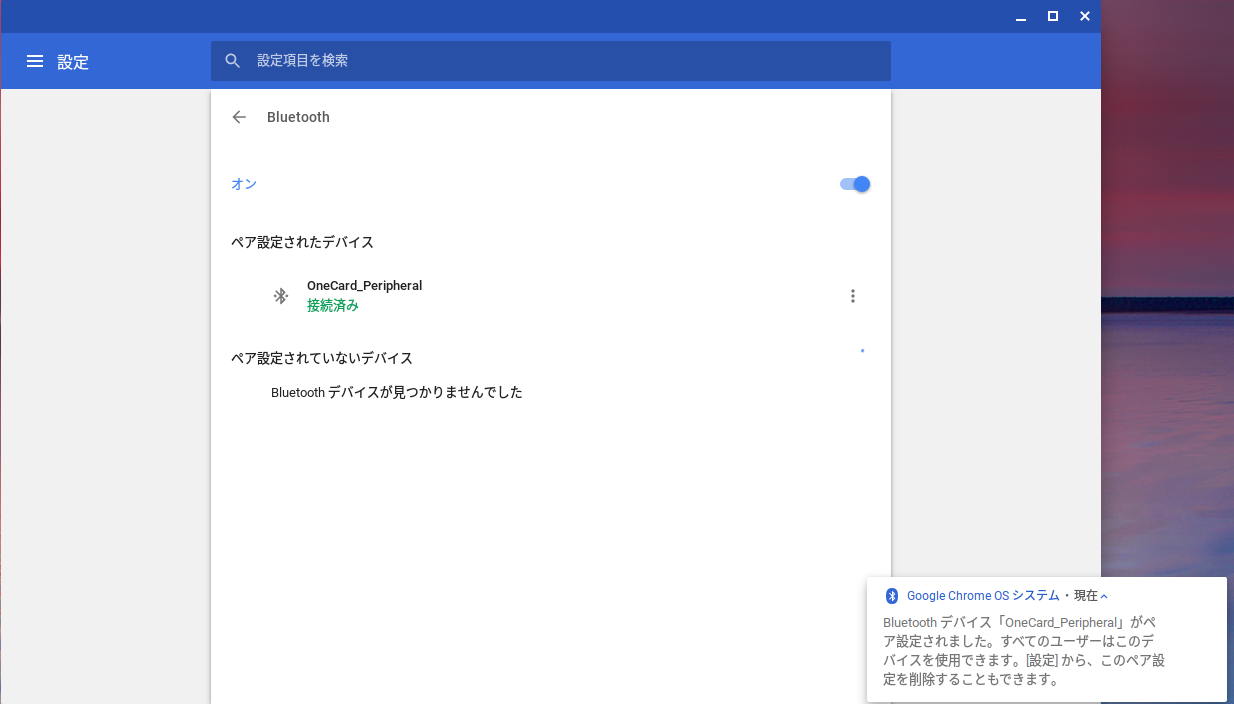 設定
設定項目を検索
Bluetooth
オン
ペア設定されたデバイス
OneCard_Peripheral
接続済み
ペア設定されていないデバイス
Bluetooth デバイスが見つかりませんでした
Google Chrome OS システム・現在
Bluetooth デバイス「OneCard_Peripheral」がペ
ア設定されました。すべてのユーザーはこのデ
バイスを使用できます。[設定] から、このペア設
定を削除することもできます。